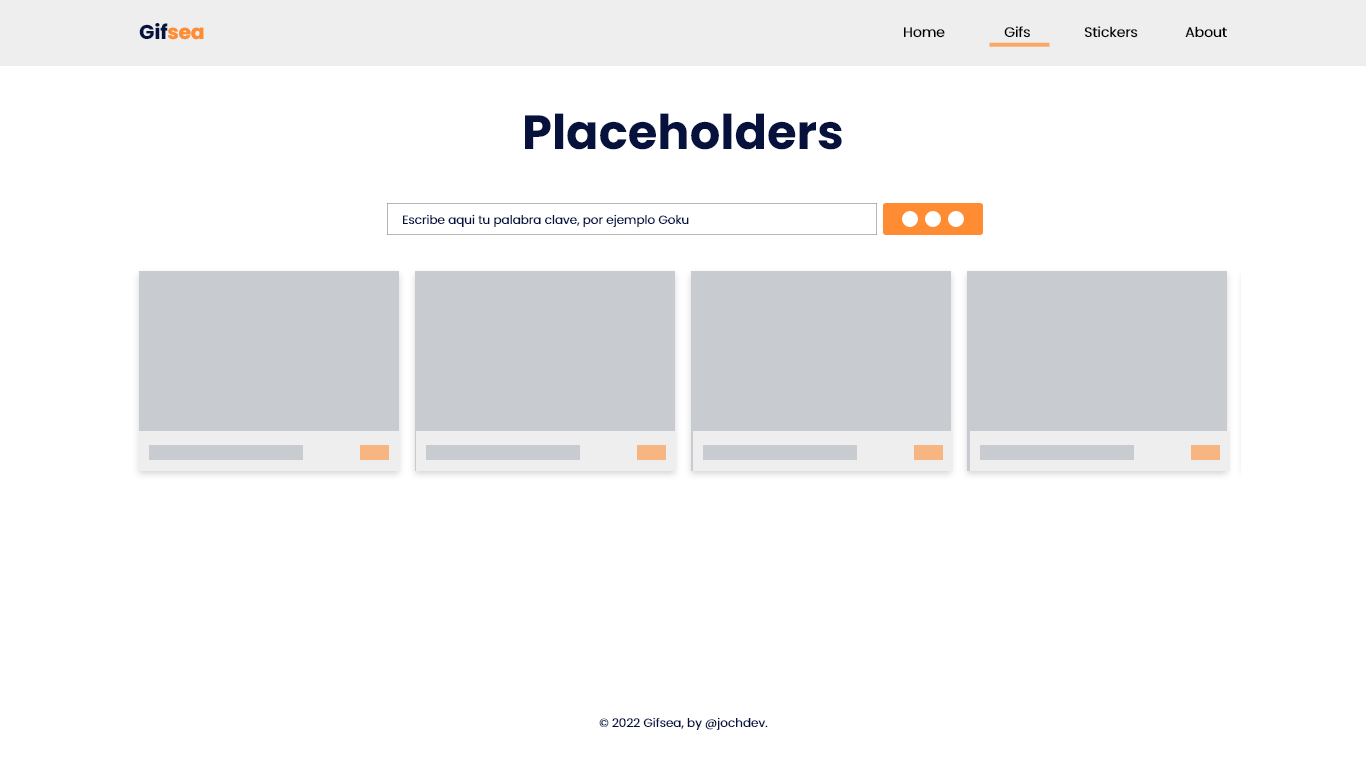 Gifsea
Home
Gifs
Stickers
About
Placeholders
Escribe aqui tu palabra clave, por ejemplo Goku
© 2022 Gifsea, by @jochdev.